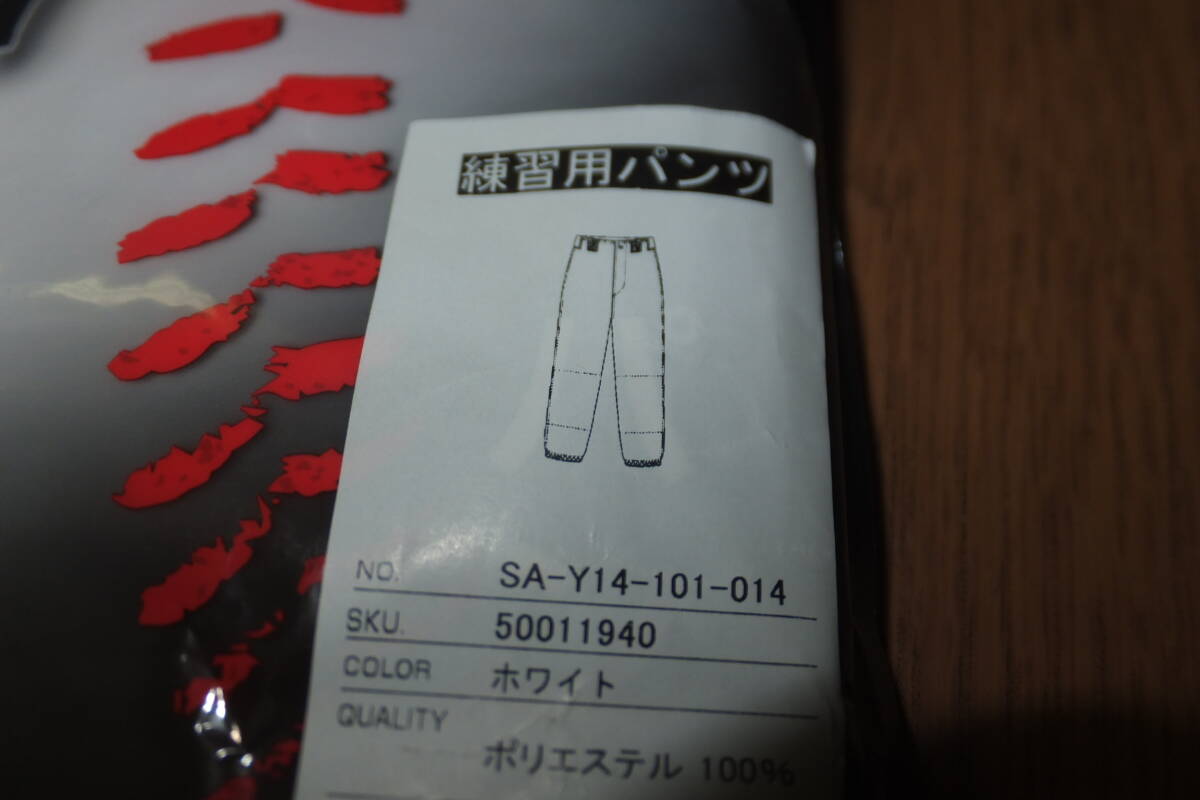 練習用パンツ
NO. SA-Y14-101-014
SKU. 50011940
COLOR ホワイト
QUALITY
ポリエステル 100%